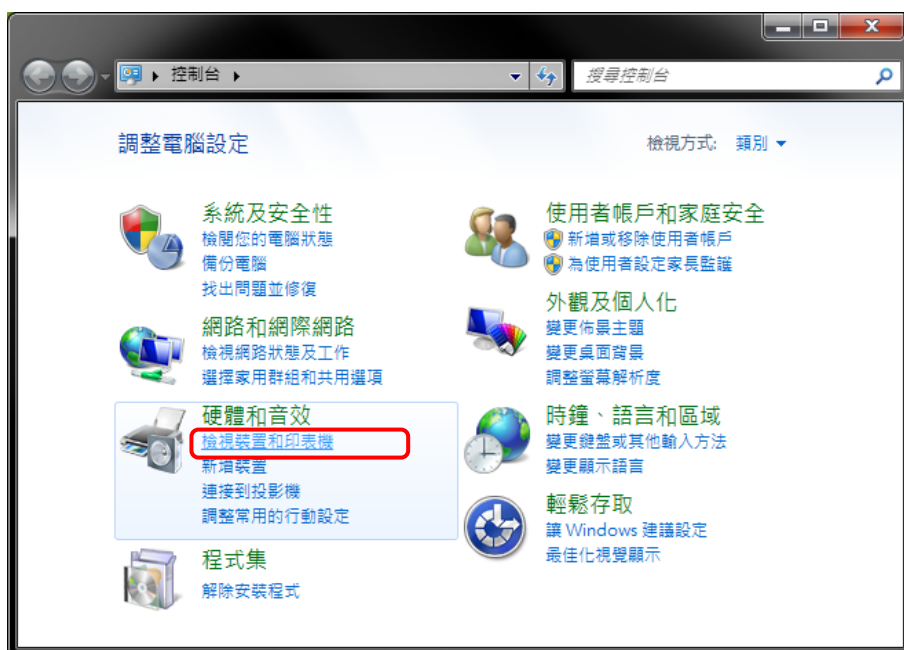 控制台
搜尋控制台
調整電腦設定
檢視方式: 類別
系統及安全性
檢閱您的電腦狀態
備份電腦
找出問題並修復
網路和網際網路
檢視網路狀態及工作
選擇家用群組和共用選項
硬體和音效
檢視裝置和印表機
新增裝置
連接到投影機
調整常用的行動設定
程式集
解除安裝程式
使用者帳戶和家庭安全
新增或移除使用者帳戶
為使用者設定家長監護
外觀及個人化
變更佈景主題
變更桌面背景
調整螢幕解析度
時鐘、語言和區域
變更鍵盤或其他輸入方法
變更顯示語言
輕鬆存取
讓 Windows 建議設定
最佳化視覺顯示